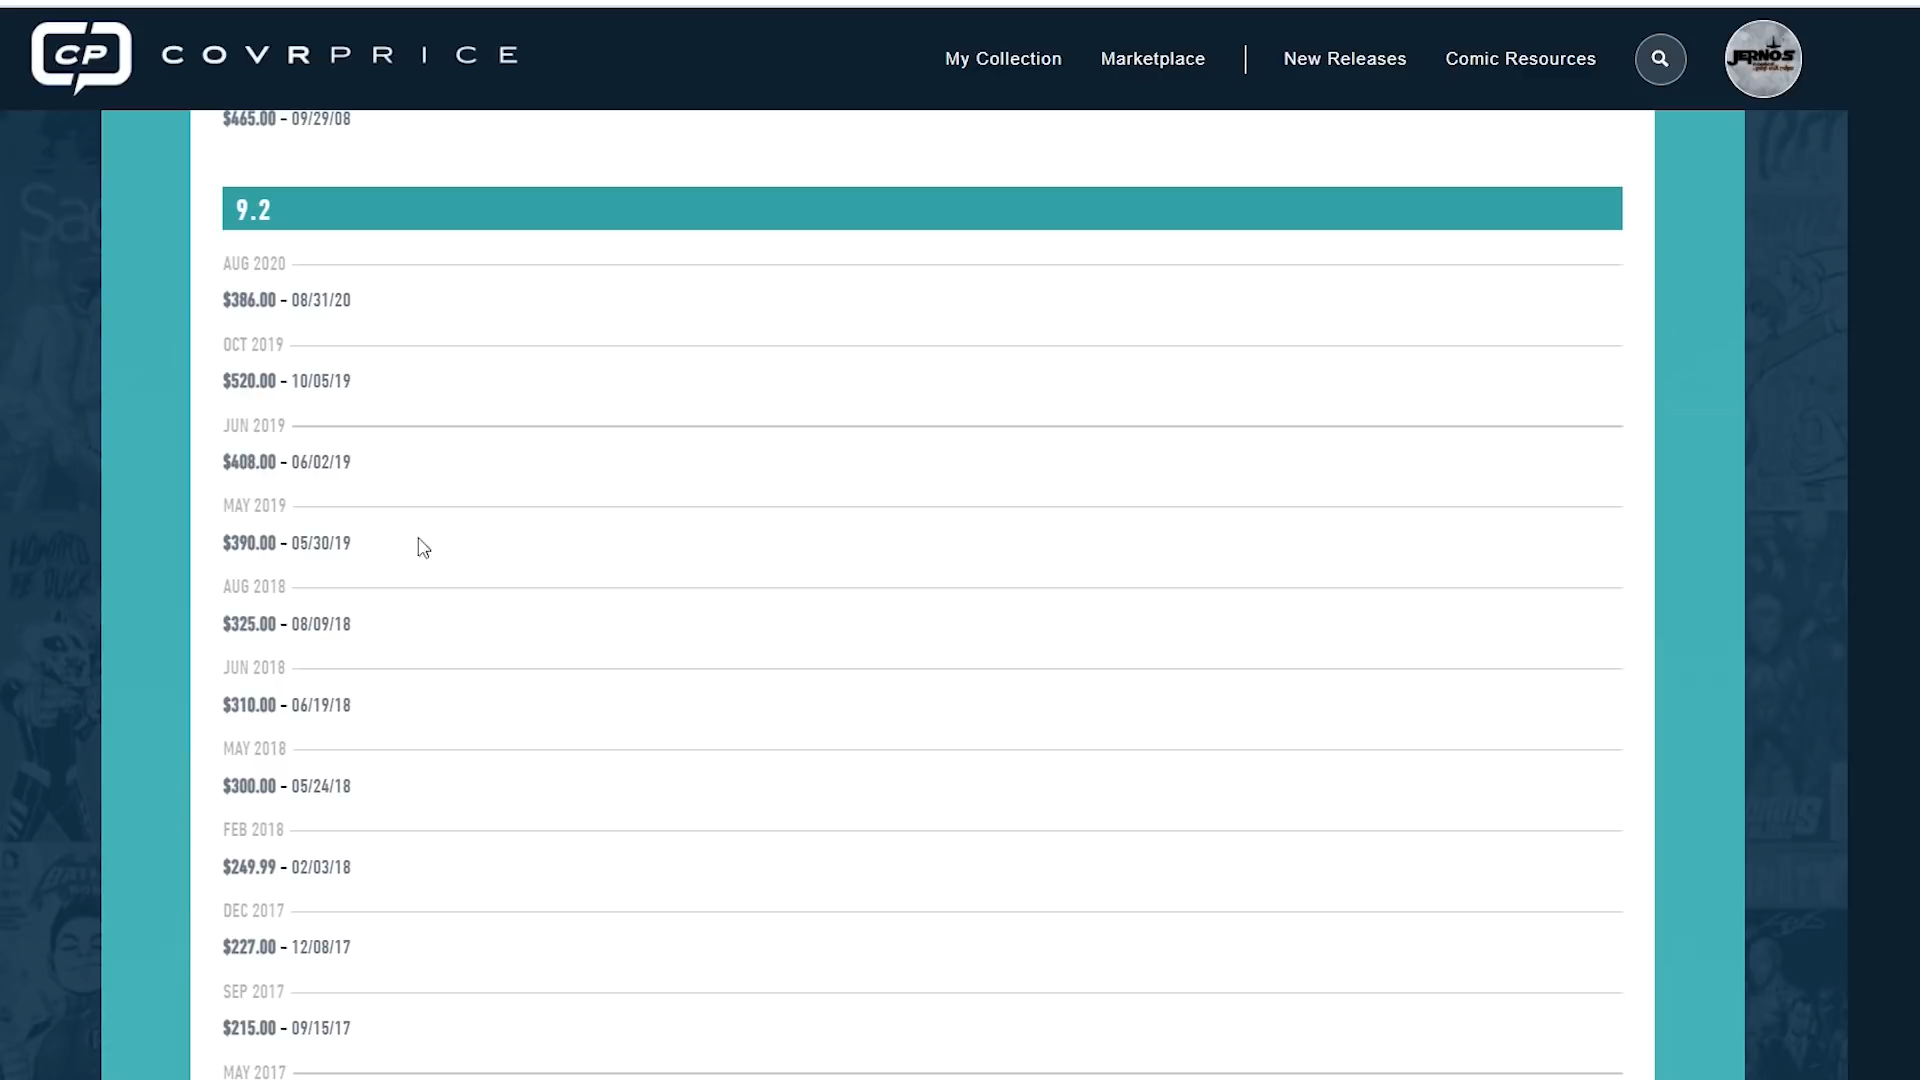 CP COVRPRICE
My Collection
Marketplace
New Releases
Comic Resources
JERNO'S
$465.00 - 09/29/08
9.2
AUG 2020
$386.00 - 08/31/20
OCT 2019
$520.00 - 10/05/19
JUN 2019
$408.00 - 06/02/19
MAY 2019
$390.00 - 05/30/19
AUG 2018
$325.00 - 08/09/18
JUN 2018
$310.00 - 06/19/18
MAY 2018
$300.00 - 05/24/18
FEB 2018
$249.99 - 02/03/18
DEC 2017
$227.00 - 12/08/17
SEP 2017
$215.00 - 09/15/17
MAY 2017
HOWARD
THE DUCK